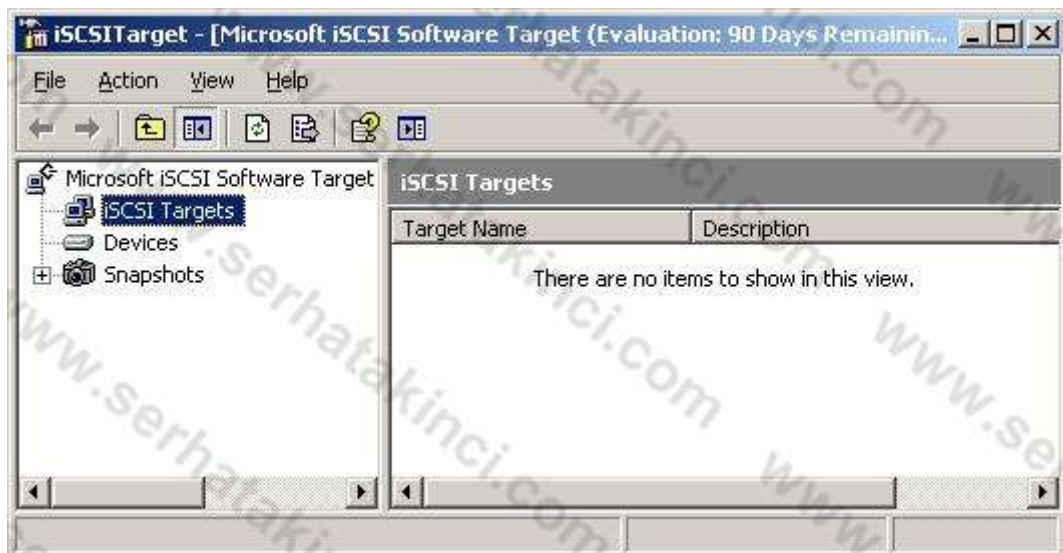 iSCSITarget - [Microsoft iSCSI Software Target (Evaluation: 90 Days Remainin...
File Action View Help
Microsoft iSCSI Software Target
iSCSI Targets
Devices
Snapshots
iSCSI Targets
Target Name Description
There are no items to show in this view.
www.serhatakinci.com